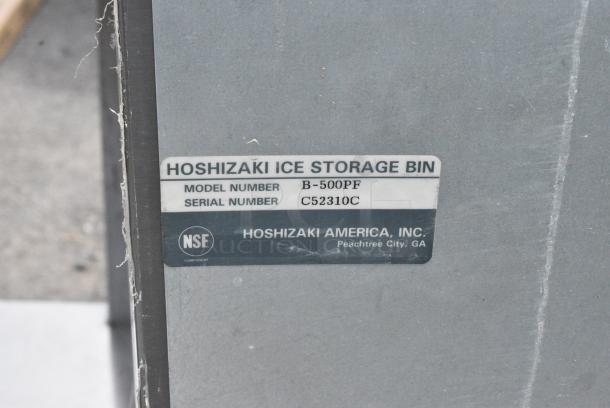 HOSHIZAKI ICE STORAGE BIN
MODEL NUMBER B-500PF
SERIAL NUMBER C52310C
NSF
HOSHIZAKI AMERICA, INC.
Peachtree City, GA